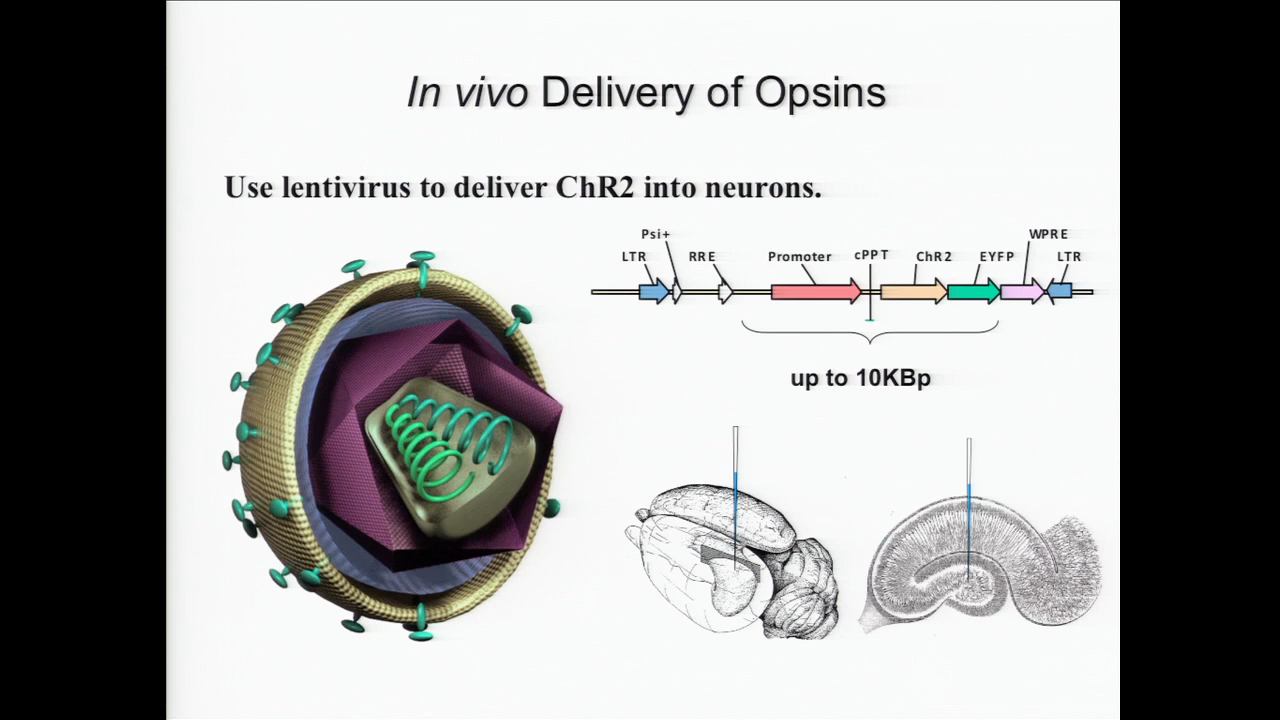 In vivo Delivery of Opsins
Use lentivirus to deliver ChR2 into neurons.
Psi+
WPRE
LTR
RRE
Promoter
cPPT
ChR2
EYFP
LTR
up to 10KBp